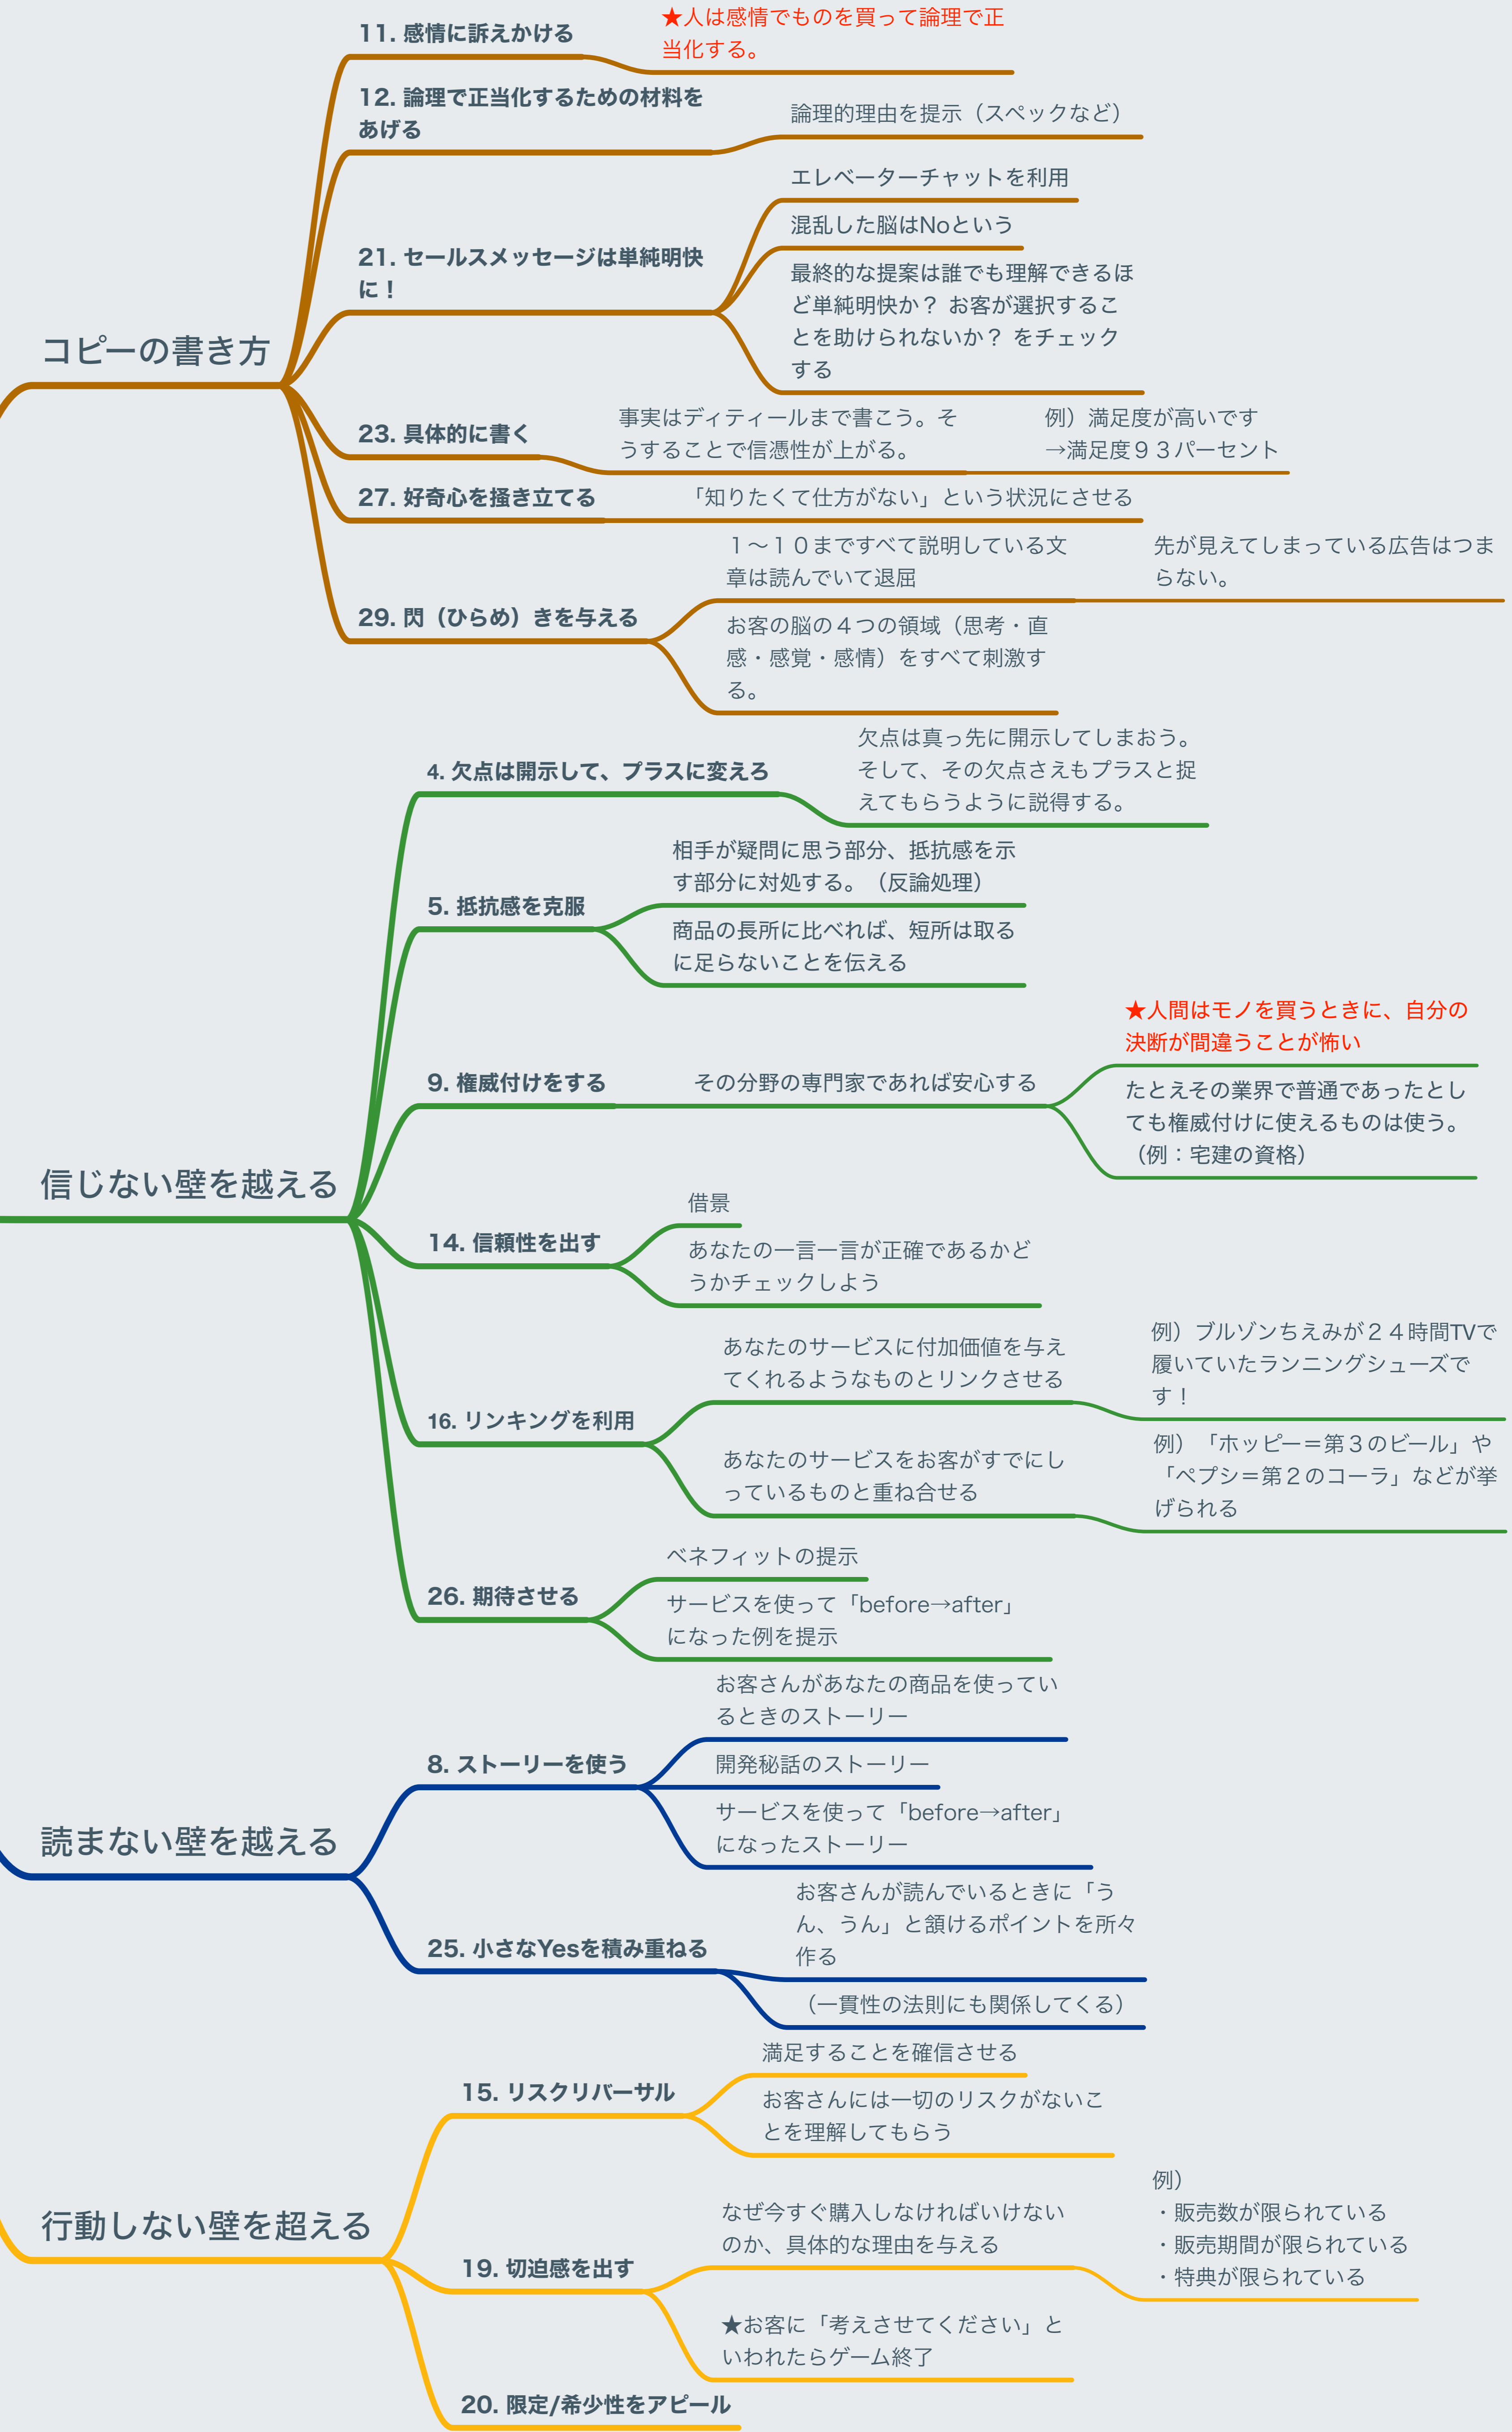 コピーの書き方
11. 感情に訴えかける
★人は感情でものを買って論理で正
当化する。
12. 論理で正当化するための材料を
あげる
論理的理由を提示（スペックなど）
21. セールスメッセージは単純明快
に！
エレベーターチャットを利用
混乱した脳はNoという
最終的な提案は誰でも理解できるほ
ど単純明快か？ お客が選択するこ
とを助けられないか？ をチェック
する
23. 具体的に書く
事実はディティールまで書こう。そ
うすることで信憑性が上がる。
例）満足度が高いです
→満足度９３パーセント
27. 好奇心を掻き立てる
「知りたくて仕方がない」という状況にさせる
29. 閃（ひらめ）きを与える
１〜１０まですべて説明している文
章は読んでいて退屈
先が見えてしまっている広告はつま
らない。
お客の脳の４つの領域（思考・直
感・感覚・感情）をすべて刺激す
る。
信じない壁を越える
4. 欠点は開示して、プラスに変えろ
欠点は真っ先に開示してしまおう。
そして、その欠点さえもプラスと捉
えてもらうように説得する。
5. 抵抗感を克服
相手が疑問に思う部分、抵抗感を示
す部分に対処する。（反論処理）
商品の長所に比べれば、短所は取る
に足らないことを伝える
9. 権威付けをする
その分野の専門家であれば安心する
★人間はモノを買うときに、自分の
決断が間違うことが怖い
たとえその業界で普通であったとし
ても権威付けに使えるものは使う。
（例：宅建の資格）
14. 信頼性を出す
借景
あなたの一言一言が正確であるかど
うかチェックしよう
16. リンキングを利用
あなたのサービスに付加価値を与え
てくれるようなものとリンクさせる
例）ブルゾンちえみが２４時間TVで
履いていたランニングシューズで
す！
あなたのサービスをお客がすでにし
っているものと重ね合せる
例）「ホッピー＝第３のビール」や
「ペプシ＝第２のコーラ」などが挙
げられる
26. 期待させる
ベネフィットの提示
サービスを使って「before→after」
になった例を提示
読まない壁を越える
8. ストーリーを使う
お客さんがあなたの商品を使ってい
るときのストーリー
開発秘話のストーリー
サービスを使って「before→after」
になったストーリー
25. 小さなYesを積み重ねる
お客さんが読んでいるときに「う
ん、うん」と頷けるポイントを所々
作る
（一貫性の法則にも関係してくる）
行動しない壁を超える
15. リスクリバーサル
満足することを確信させる
お客さんには一切のリスクがないこ
とを理解してもらう
19. 切迫感を出す
なぜ今すぐ購入しなければいけない
のか、具体的な理由を与える
例）
・販売数が限られている
・販売期間が限られている
・特典が限られている
★お客に「考えさせてください」と
いわれたらゲーム終了
20. 限定/希少性をアピール